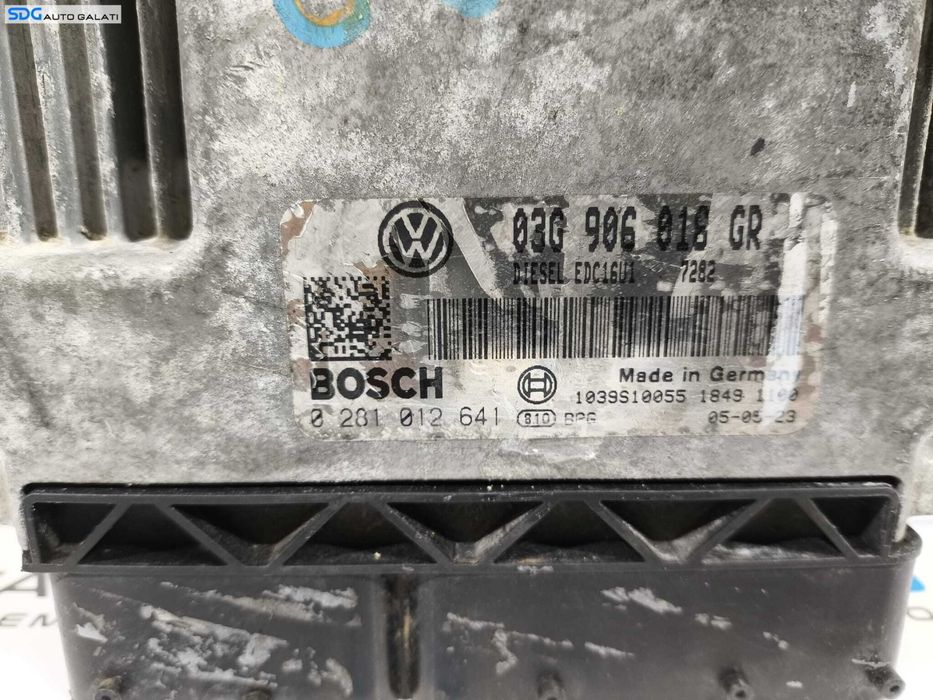 SDG AUTO GALATI
03G 906 018 GR
DIESEL EDC16U1 7282
BOSCH
Made in Germany
1039S10055 1849 1100
0 281 012 641 810 BPG 05-05-23